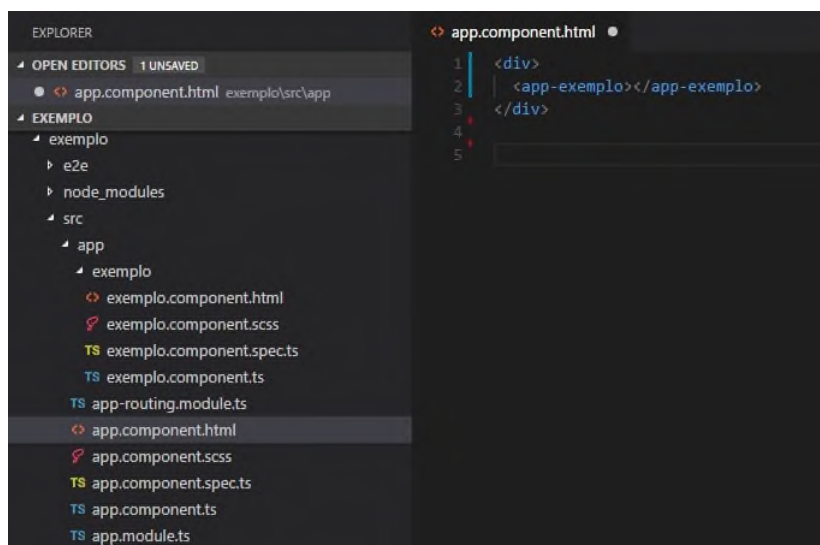 EXPLORER
OPEN EDITORS 1 UNSAVED
app.component.html exemplo\src\app
EXEMPLO
exemplo
e2e
node_modules
src
app
exemplo
exemplo.component.html
exemplo.component.scss
TS exemplo.component.spec.ts
TS exemplo.component.ts
TS app-routing.module.ts
app.component.html
app.component.scss
TS app.component.spec.ts
TS app.component.ts
TS app.module.ts
app.component.html
1 <div>
2 <app-exemplo></app-exemplo>
3 </div>
4
5